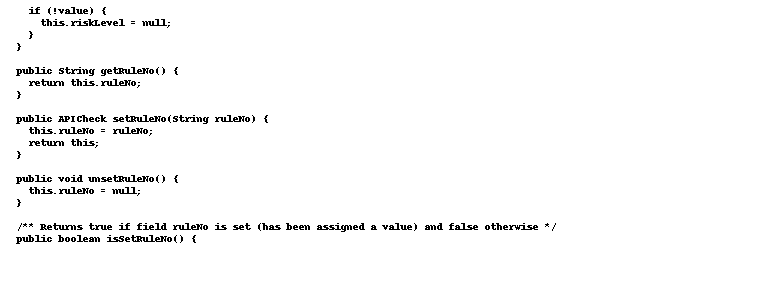 if (!value) {
this.riskLevel = null;
}
}
public String getRuleNo() {
return this.ruleNo;
}
public APICheck setRuleNo(String ruleNo) {
this.ruleNo = ruleNo;
return this;
}
public void unsetRuleNo() {
this.ruleNo = null;
}
/** Returns true if field ruleNo is set (has been assigned a value) and false otherwise */
public boolean isSetRuleNo() {